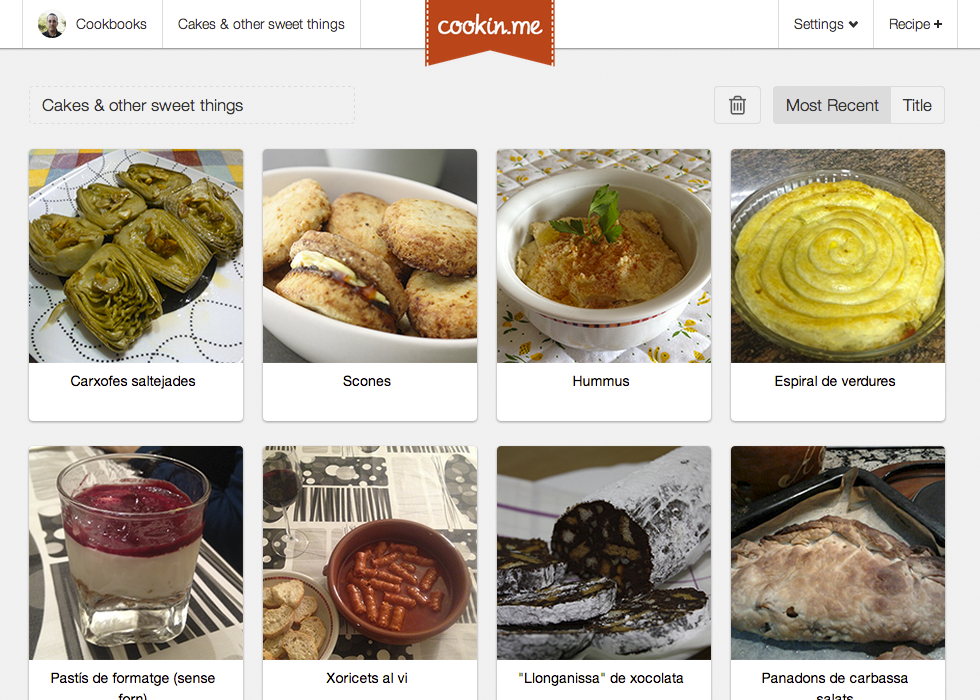 Cookbooks
Cakes & other sweet things
cookin.me
Settings
Recipe +
Cakes & other sweet things
Most Recent
Title
Carxofes saltejades
Scones
Hummus
Espiral de verdures
Pastís de formatge (sense
forn)
Xoricets al vi
"Llonganissa" de xocolata
Panadons de carbassa
salats